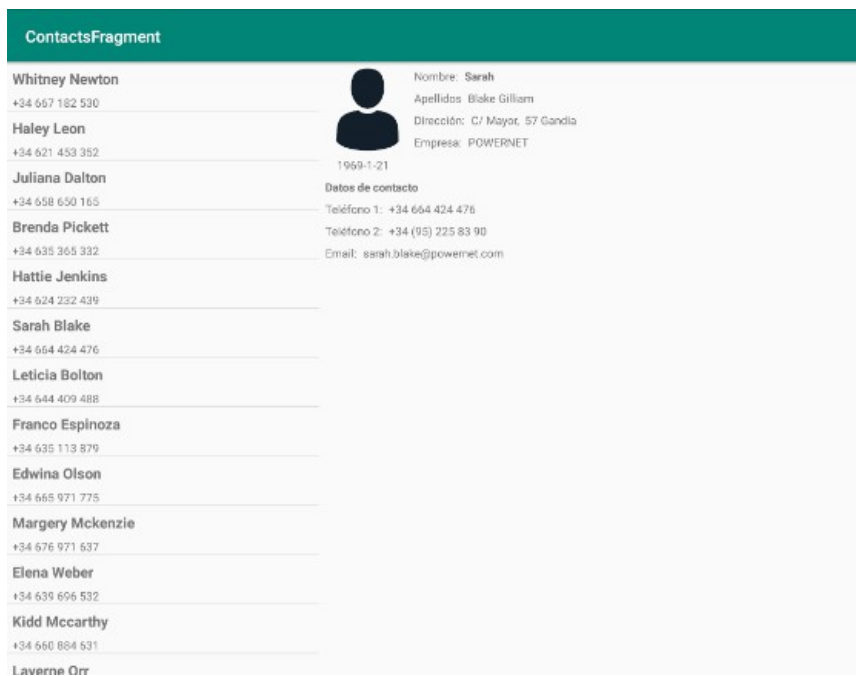 ContactsFragment
Whitney Newton
+34 667 182 530
Haley Leon
+34 621 453 352
Juliana Dalton
+34 658 650 165
Brenda Pickett
+34 635 365 332
Hattie Jenkins
+34 624 232 439
Sarah Blake
+34 664 424 476
Leticia Bolton
+34 644 409 488
Franco Espinoza
+34 635 113 879
Edwina Olson
+34 665 971 775
Margery Mckenzie
+34 676 971 637
Elena Weber
+34 639 696 532
Kidd Mccarthy
+34 660 884 631
Laverne Orr
Nombre: Sarah
Apellidos Blake Gilliam
Dirección: C/ Mayor, 57 Gandia
Empresa: POWERNET
1969-1-21
Datos de contacto
Teléfono 1: +34 664 424 476
Teléfono 2: +34 (95) 225 83 90
Email: sarah.blake@powernet.com